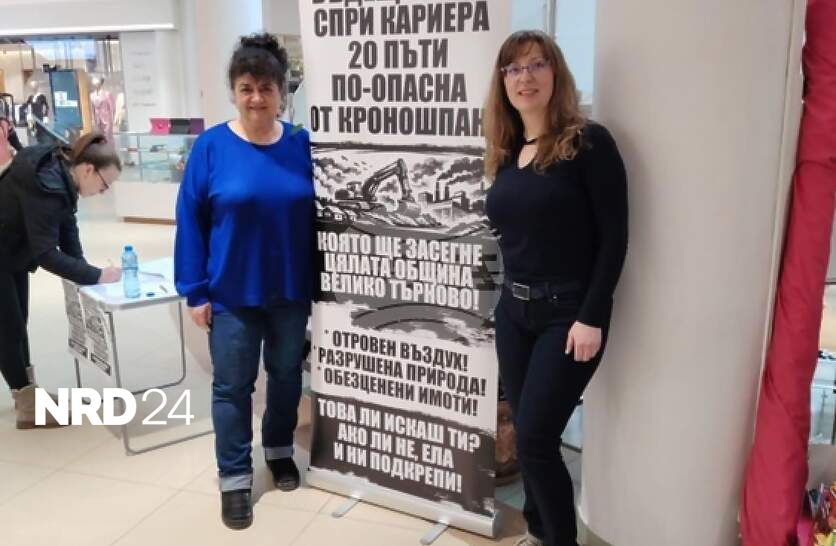 СПРИ КАРИЕРА
20 ПЪТИ
ПО-ОПАСНА
ОТ КРОНОШПАН
КОЯТО ЩЕ ЗАСЕГНЕ
ЦЯЛАТА ОБЩИНА
ВЕЛИКО ТЪРНОВО!
* ОТРОВЕН ВЪЗДУХ!
* РАЗРУШЕНА ПРИРОДА!
* ОБЕЗЦЕНЕНИ ИМОТИ!
ТОВА ЛИ ИСКАШ ТИ?
АКО ЛИ НЕ, ЕЛА
И НИ ПОДКРЕПИ!
NRD24